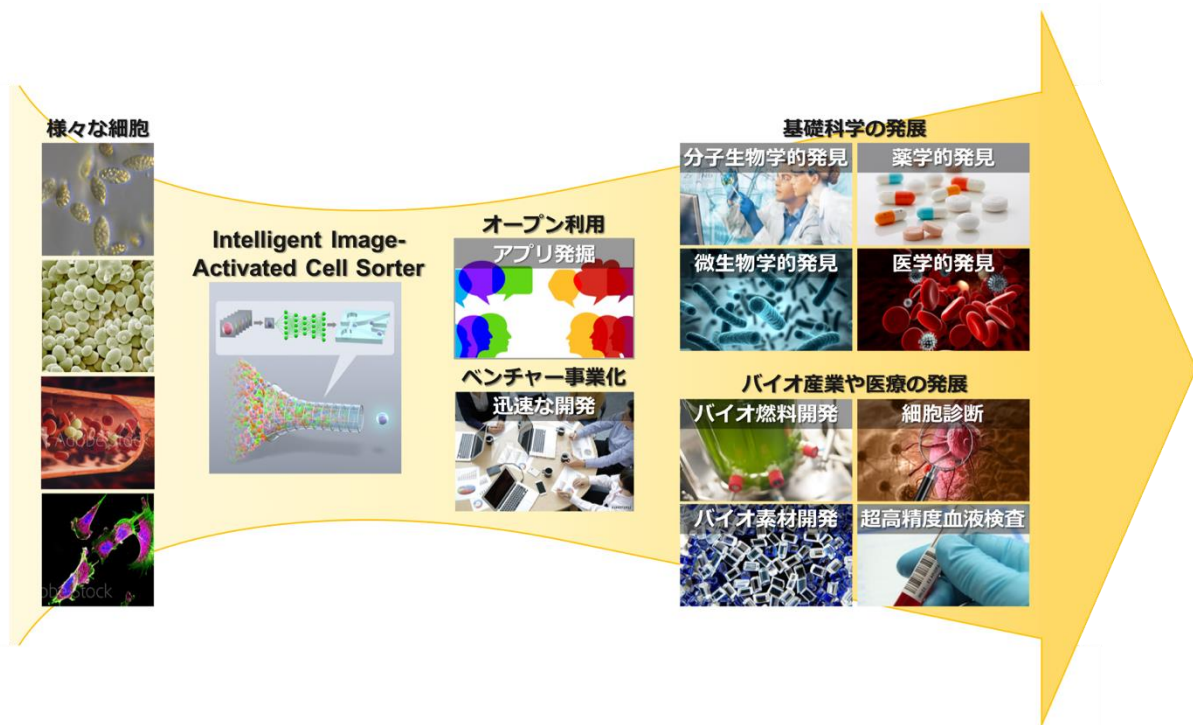 様々な細胞
Intelligent Image-
Activated Cell Sorter
オープン利用
アプリ発掘
ベンチャー事業化
迅速な開発
基礎科学の発展
分子生物学的発見
薬学的発見
微生物学的発見
医学的発見
バイオ産業や医療の発展
バイオ燃料開発
細胞診断
バイオ素材開発
超高精度血液検査